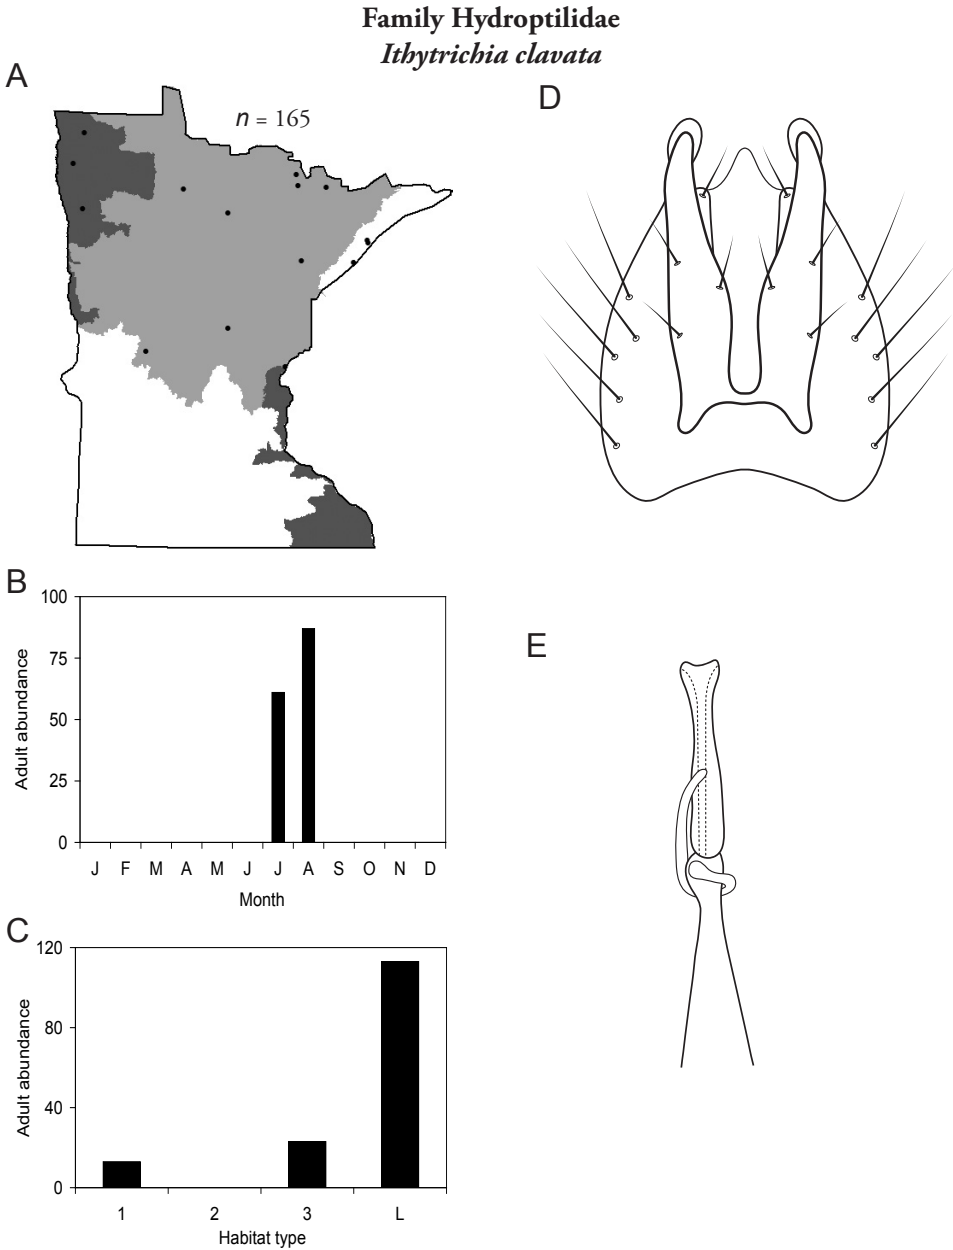 Family Hydroptilidae
Ithytrichia clavata
A
n = 165
D
B
100
75
50
25
0
Adult abundance
J F M A M J J A S O N D
Month
E
C
120
80
40
0
Adult abundance
1 2 3 L
Habitat type